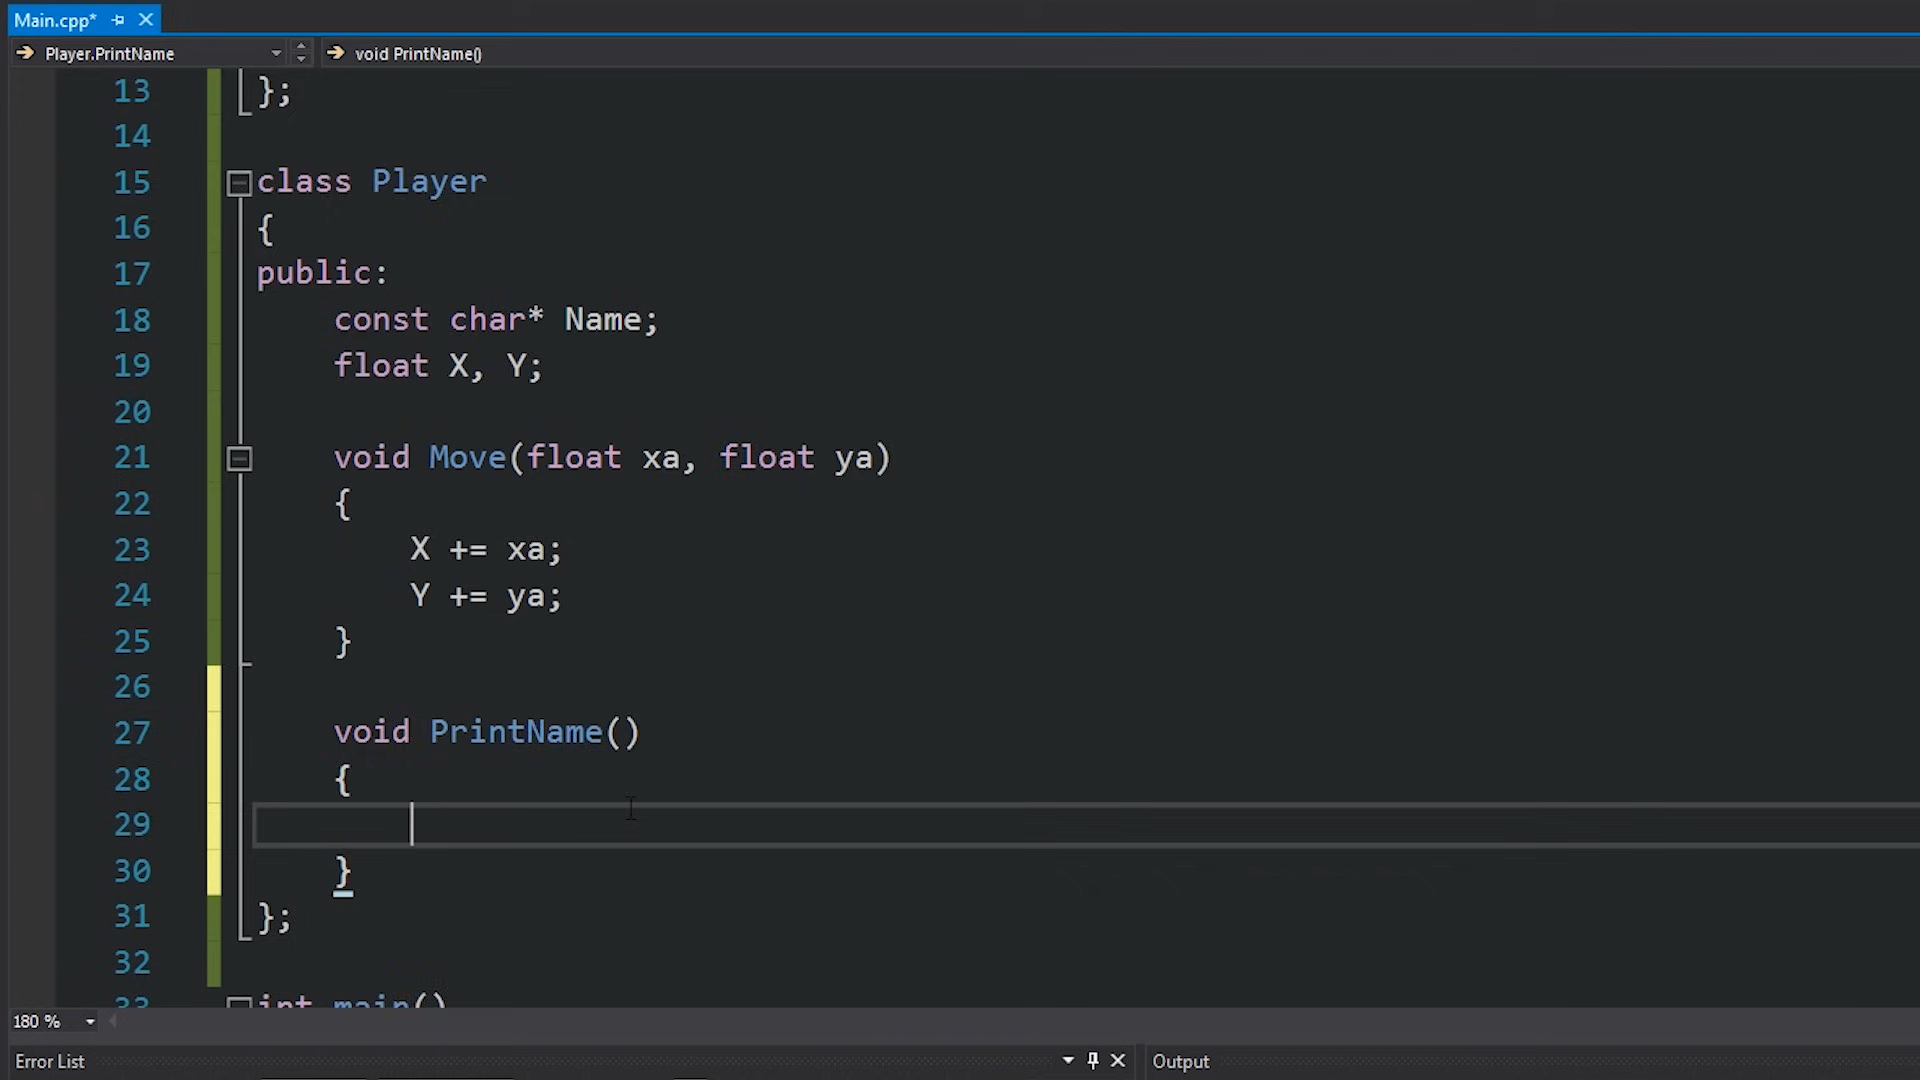 Main.cpp*
Player.PrintName void PrintName()
13 };
14
15 class Player
16 {
17 public:
18 const char* Name;
19 float X, Y;
20
21 void Move(float xa, float ya)
22 {
23 X += xa;
24 Y += ya;
25 }
26
27 void PrintName()
28 {
29
30 }
31 };
32
33 int main()
180 %
Error List Output